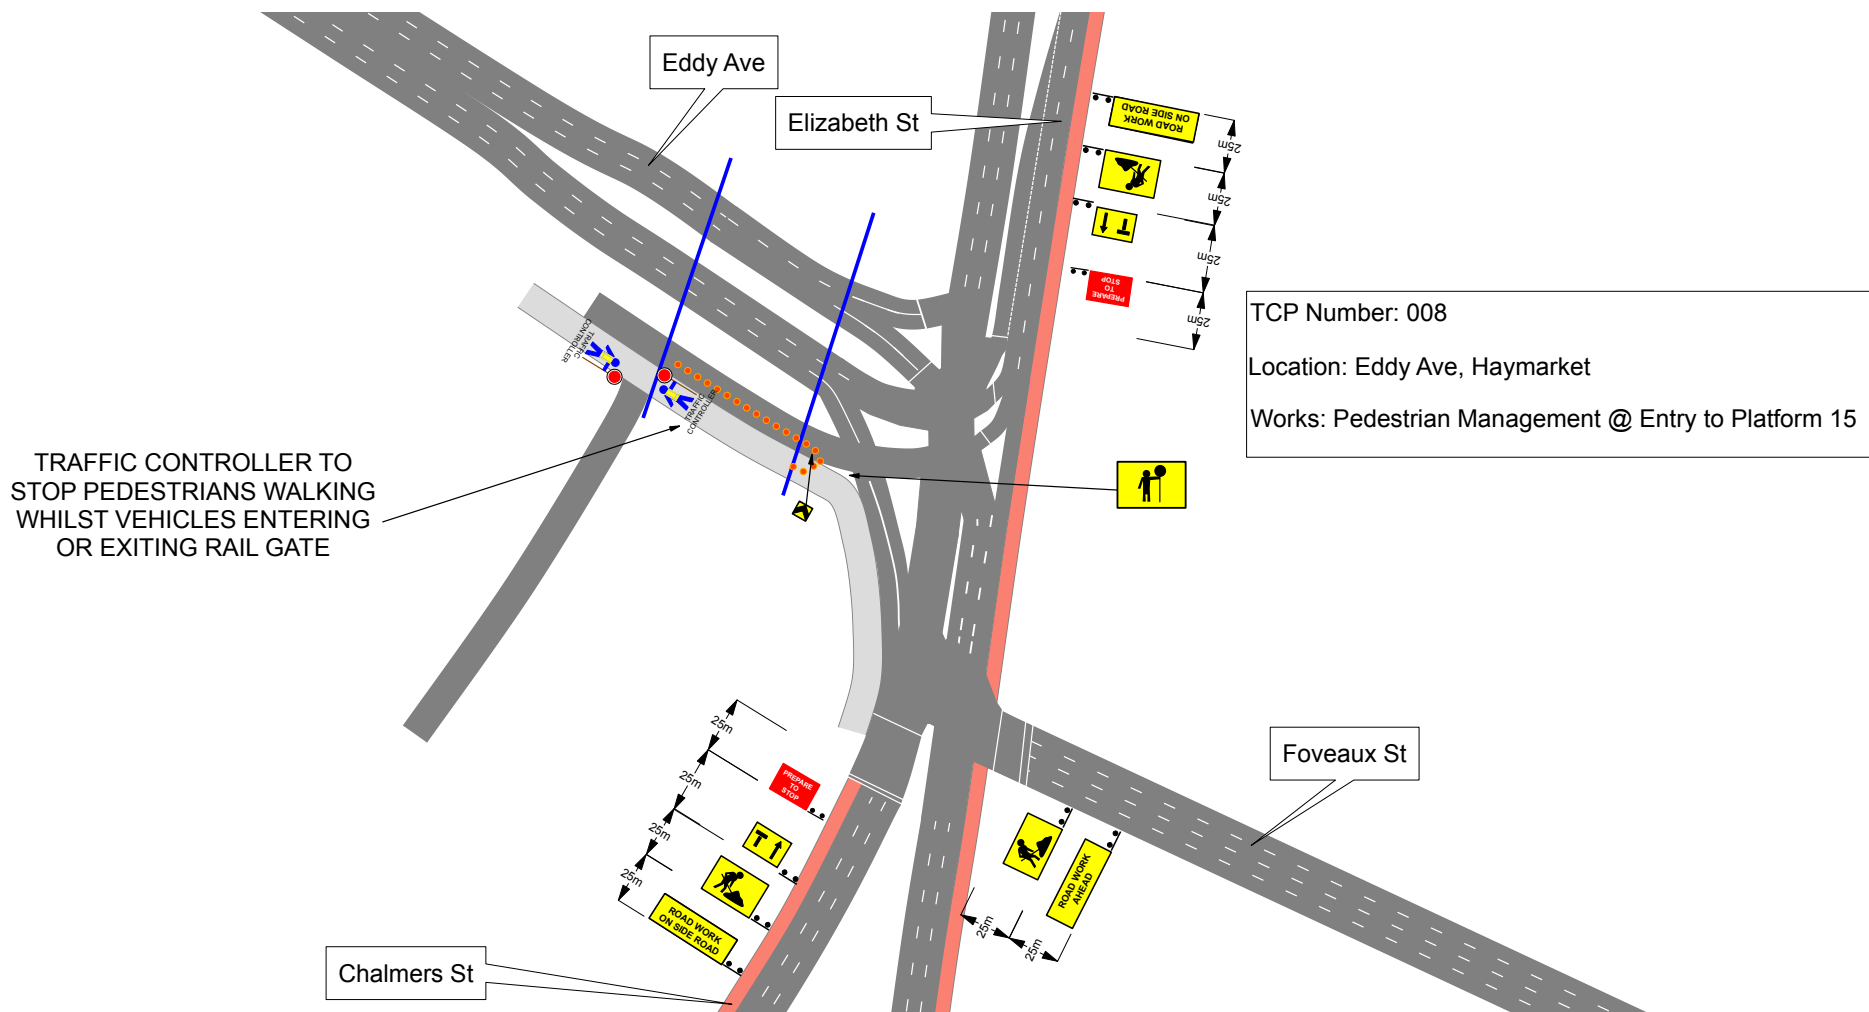 Eddy Ave
Elizabeth St
ROAD WORK
ON SIDE ROAD
25m
25m
25m
25m
PREPARE
TO
STOP
TCP Number: 008
Location: Eddy Ave, Haymarket
Works: Pedestrian Management @ Entry to Platform 15
TRAFFIC
CONTROLLER
TRAFFIC
CONTROLLER
TRAFFIC CONTROLLER TO
STOP PEDESTRIANS WALKING
WHILST VEHICLES ENTERING
OR EXITING RAIL GATE
25m
25m
25m
25m
PREPARE
TO
STOP
ROAD WORK
ON SIDE ROAD
Foveaux St
ROAD WORK
AHEAD
25m
25m
Chalmers St